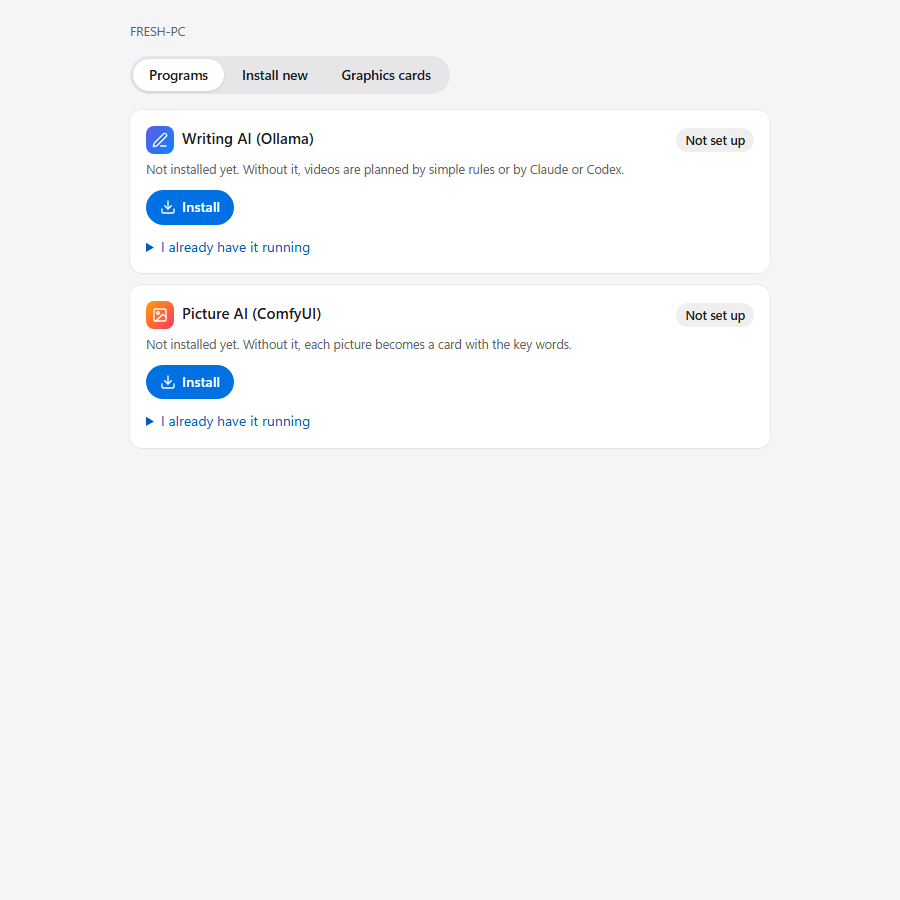 FRESH-PC
Programs
Install new
Graphics cards
Writing AI (Ollama)
Not set up
Not installed yet. Without it, videos are planned by simple rules or by Claude or Codex.
Install
I already have it running
Picture AI (ComfyUI)
Not set up
Not installed yet. Without it, each picture becomes a card with the key words.
Install
I already have it running